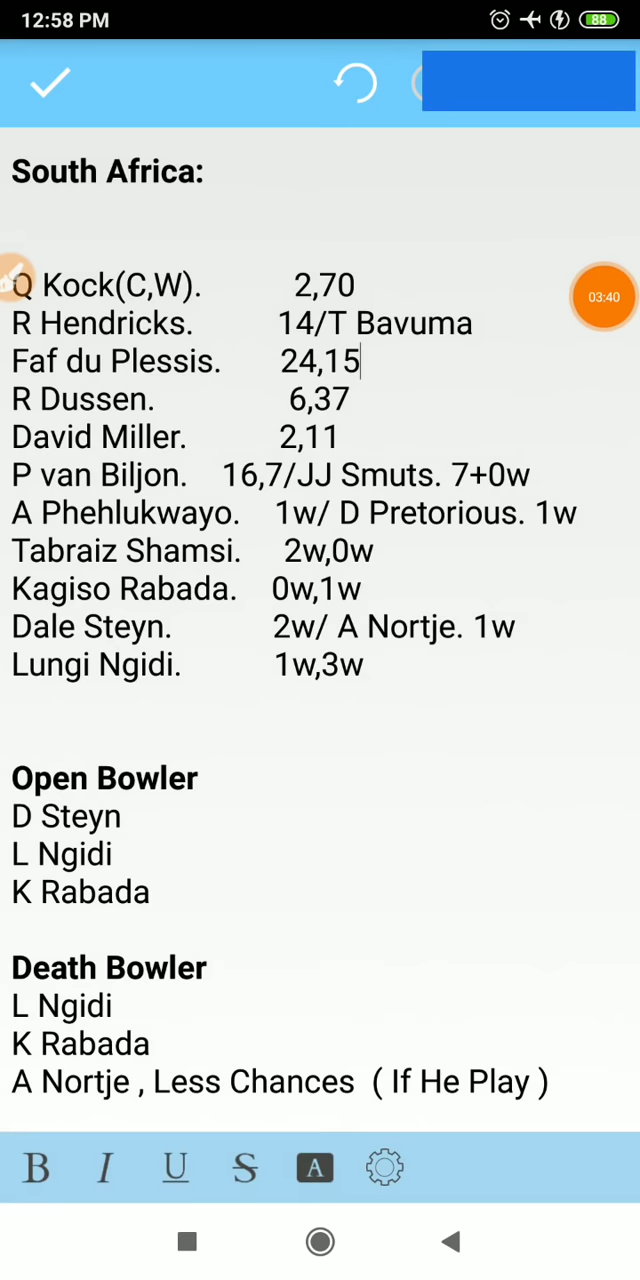 12:58 PM
88
South Africa:
Q Kock(C,W). 2,70
03:40
R Hendricks. 14/T Bavuma
Faf du Plessis. 24,15
R Dussen. 6,37
David Miller. 2,11
P van Biljon. 16,7/JJ Smuts. 7+0w
A Phehlukwayo. 1w/ D Pretorious. 1w
Tabraiz Shamsi. 2w,0w
Kagiso Rabada. 0w,1w
Dale Steyn. 2w/ A Nortje. 1w
Lungi Ngidi. 1w,3w
Open Bowler
D Steyn
L Ngidi
K Rabada
Death Bowler
L Ngidi
K Rabada
A Nortje , Less Chances ( If He Play )
B I U S A